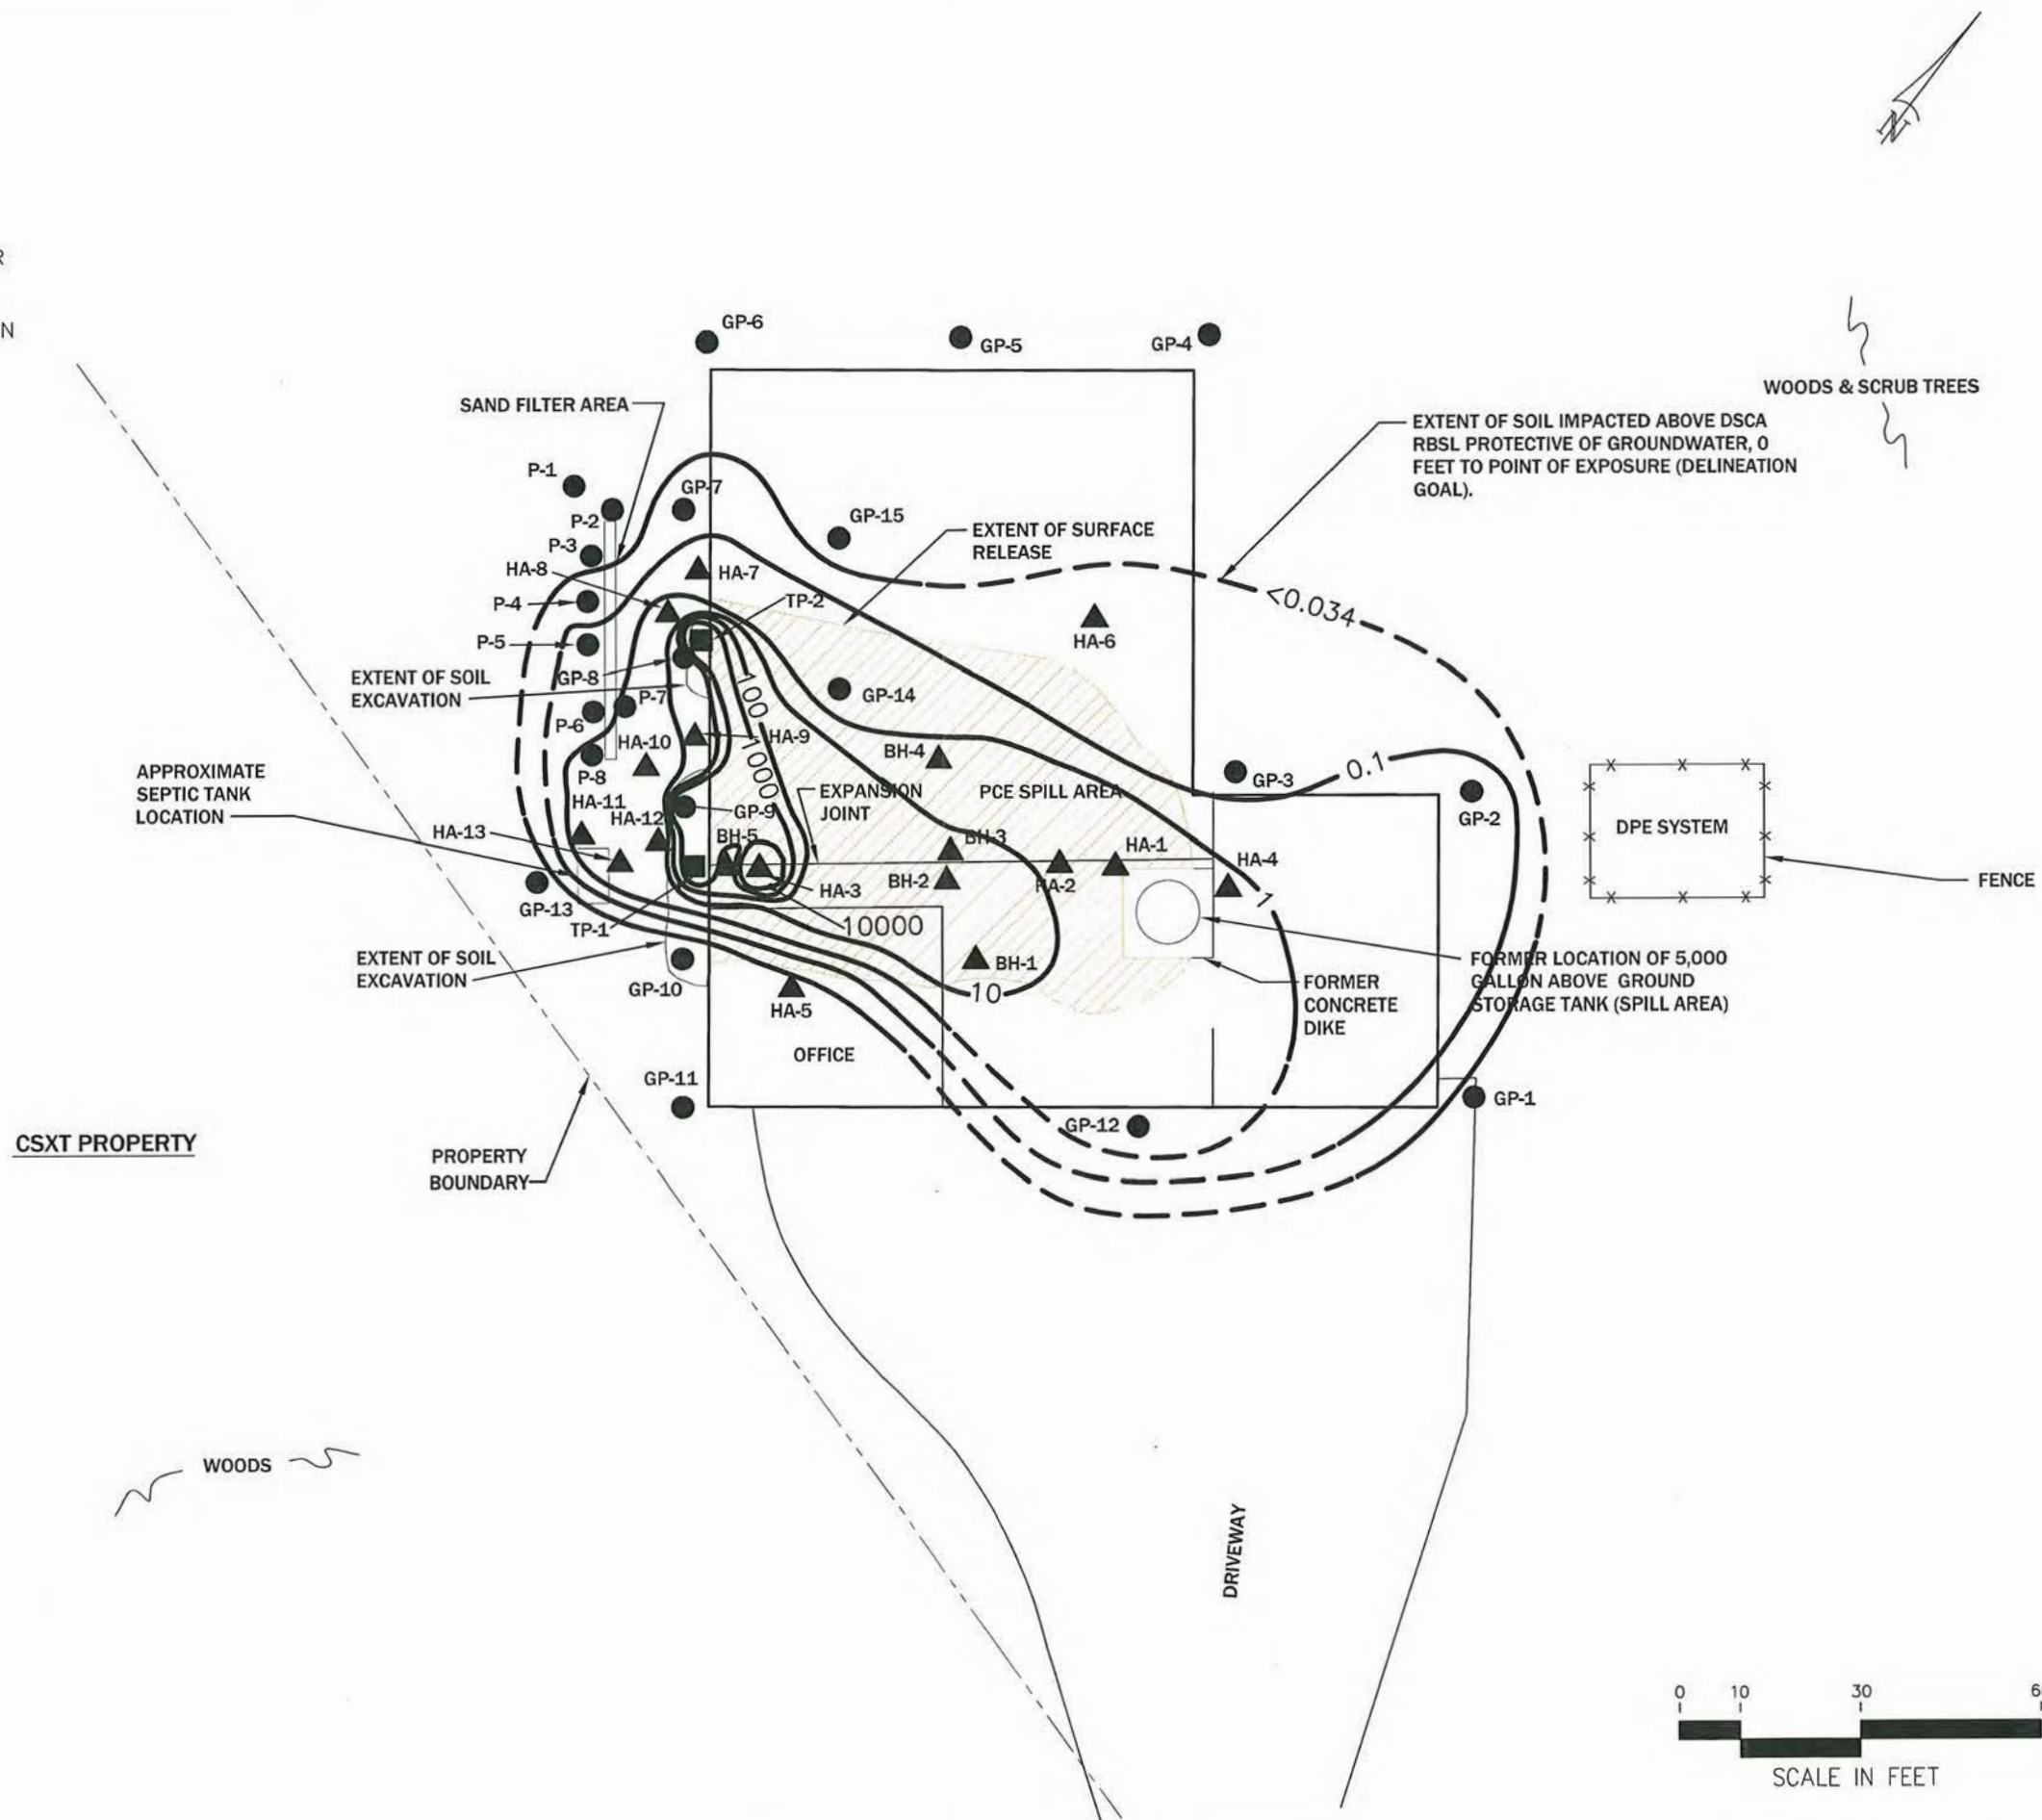 R
N
N
GP-6
GP-5
GP-4
WOODS & SCRUB TREES
SAND FILTER AREA
EXTENT OF SOIL IMPACTED ABOVE DSCA
RBSL PROTECTIVE OF GROUNDWATER, 0
FEET TO POINT OF EXPOSURE (DELINEATION
GOAL).
P-1
GP-7
P-2
GP-15
EXTENT OF SURFACE
RELEASE
P-3
HA-8
HA-7
P-4
TP-2
<0.034
P-5
HA-6
EXTENT OF SOIL
EXCAVATION
GP-8
P-7
100
GP-14
P-6
HA-10
HA-9
BH-4
1000
APPROXIMATE
SEPTIC TANK
LOCATION
P-8
EXPANSION
JOINT
PCE SPILL AREA
GP-3
0.1
GP-2
DPE SYSTEM
HA-11
HA-12
GP-9
HA-13
BH-5
BH-3
HA-1
HA-4
HA-3
BH-2
HA-2
1
FENCE
GP-13
TP-1
10000
EXTENT OF SOIL
EXCAVATION
BH-1
FORMER LOCATION OF 5,000
GALLON ABOVE GROUND
STORAGE TANK (SPILL AREA)
GP-10
10
FORMER
CONCRETE
DIKE
HA-5
OFFICE
GP-11
GP-1
GP-12
CSXT PROPERTY
PROPERTY
BOUNDARY
WOODS
DRIVEWAY
0 10 30 6
SCALE IN FEET